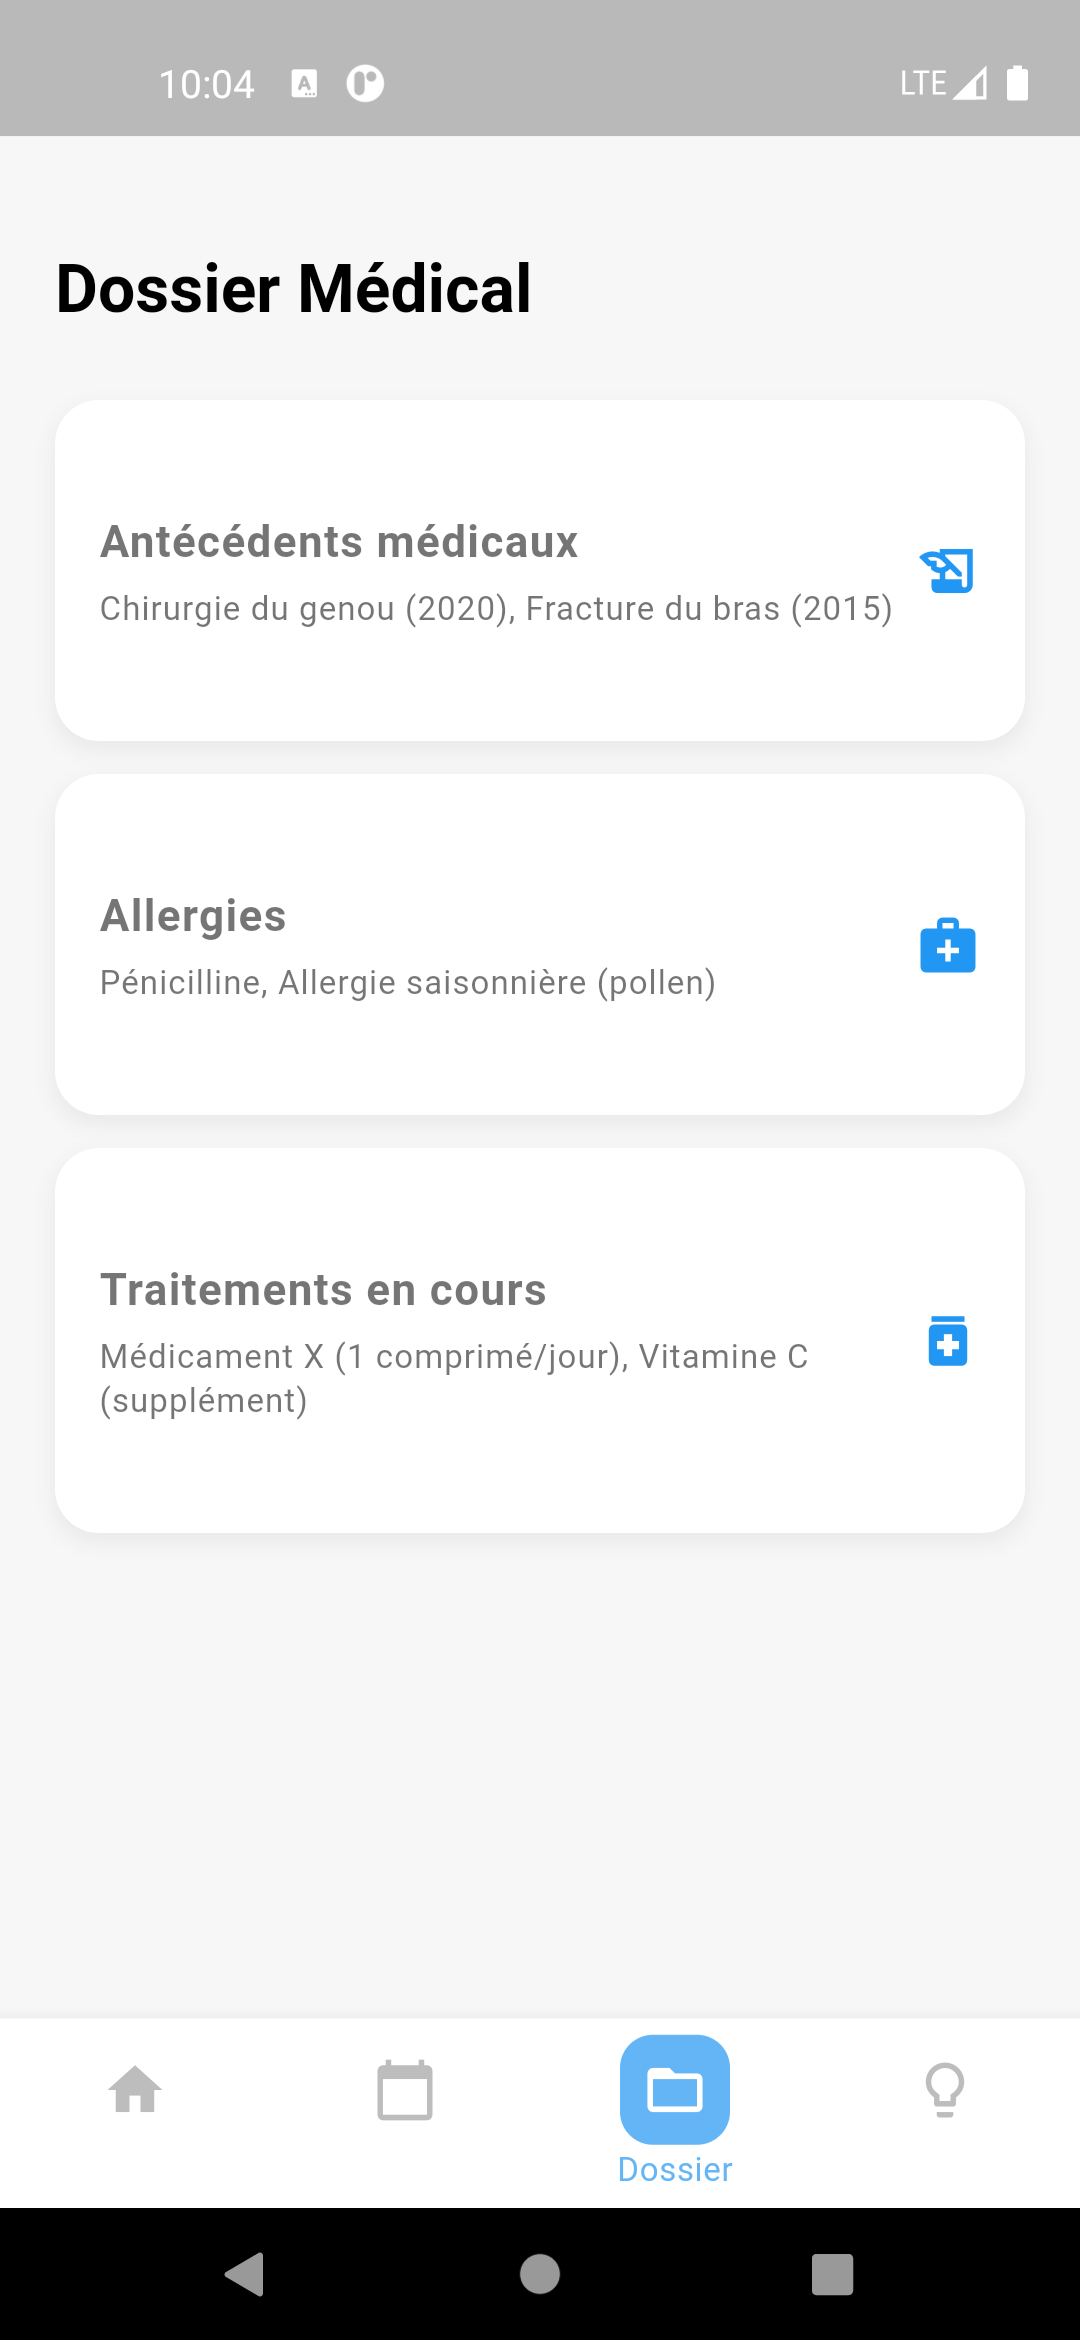 10:04
LTE
Dossier Médical
Antécédents médicaux
Chirurgie du genou (2020), Fracture du bras (2015)
Allergies
Pénicilline, Allergie saisonnière (pollen)
Traitements en cours
Médicament X (1 comprimé/jour), Vitamine C
(supplément)
Dossier